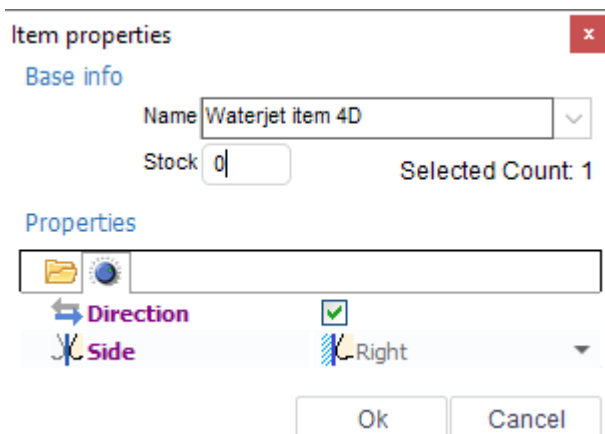 Item properties
x
Base info
Name Waterjet item 4D
Stock 0
Selected Count: 1
Properties
Direction
Side Right
Ok Cancel